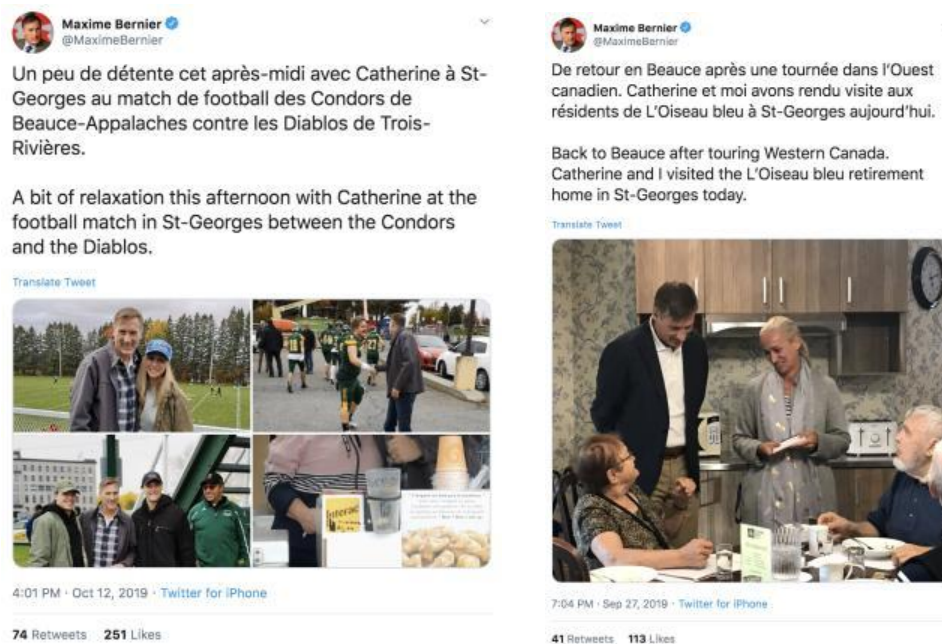 Maxime Bernier
@MaximeBernier
Un peu de détente cet après-midi avec Catherine à St-
Georges au match de football des Condors de
Beauce-Appalaches contre les Diablos de Trois-
Rivières.
A bit of relaxation this afternoon with Catherine at the
football match in St-Georges between the Condors
and the Diablos.
Translate Tweet
4:01 PM · Oct 12, 2019 · Twitter for iPhone
74 Retweets 251 Likes
Maxime Bernier
@MaximeBernier
De retour en Beauce après une tournée dans l'Ouest
canadien. Catherine et moi avons rendu visite aux
résidents de L'Oiseau bleu à St-Georges aujourd'hui.
Back to Beauce after touring Western Canada.
Catherine and I visited the L'Oiseau bleu retirement
home in St-Georges today.
Translate Tweet
7:04 PM · Sep 27, 2019 · Twitter for iPhone
41 Retweets 113 Likes